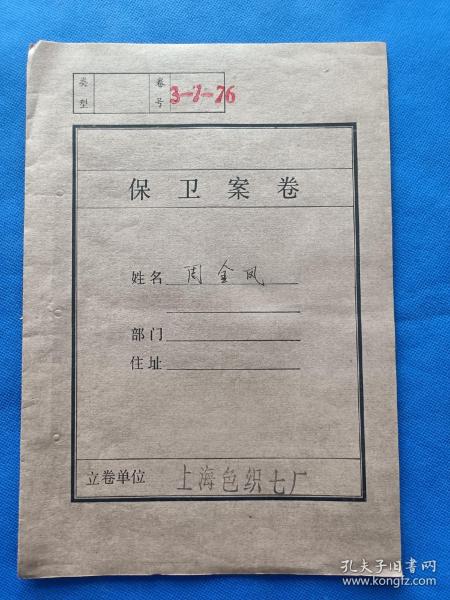 类型 卷号 3-7-76
保卫案卷
姓名 周金凤
部门
住址
立卷单位 上海色织七厂
孔夫子旧书网
www.kongfz.com